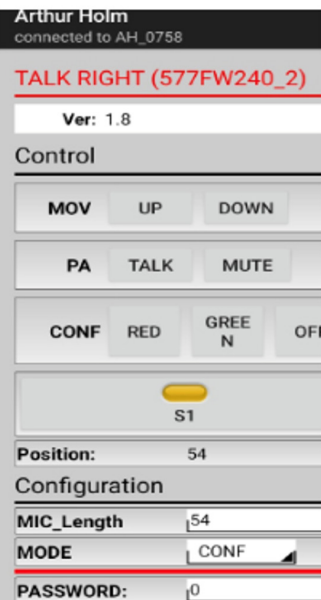 Arthur Holm
connected to AH_0758
TALK RIGHT (577FW240_2)
Ver: 1.8
Control
MOV UP DOWN
PA TALK MUTE
CONF RED GREE
N OF
S1
Position: 54
Configuration
MIC_Length 54
MODE CONF
PASSWORD: 0